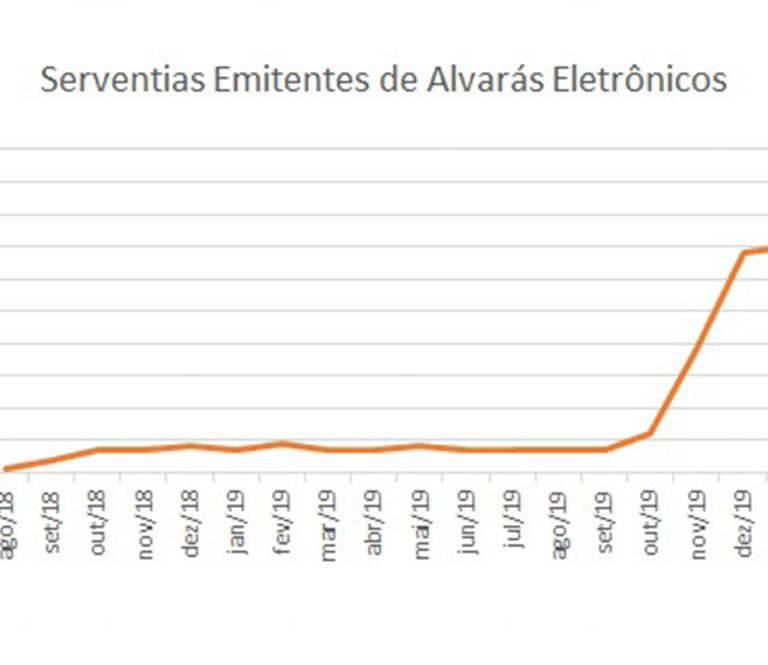 Serventias Emitentes de Alvarás Eletrônicos
ago/18
set/18
out/18
nov/18
dez/18
jan/19
fev/19
mar/19
abr/19
mai/19
jun/19
jul/19
ago/19
set/19
out/19
nov/19
dez/19